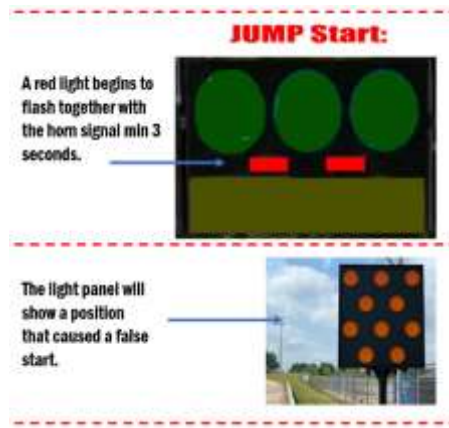 JUMP Start:
A red light begins to
flash together with
the horn signal min 3
seconds.
The light panel will
show a position
that caused a false
start.